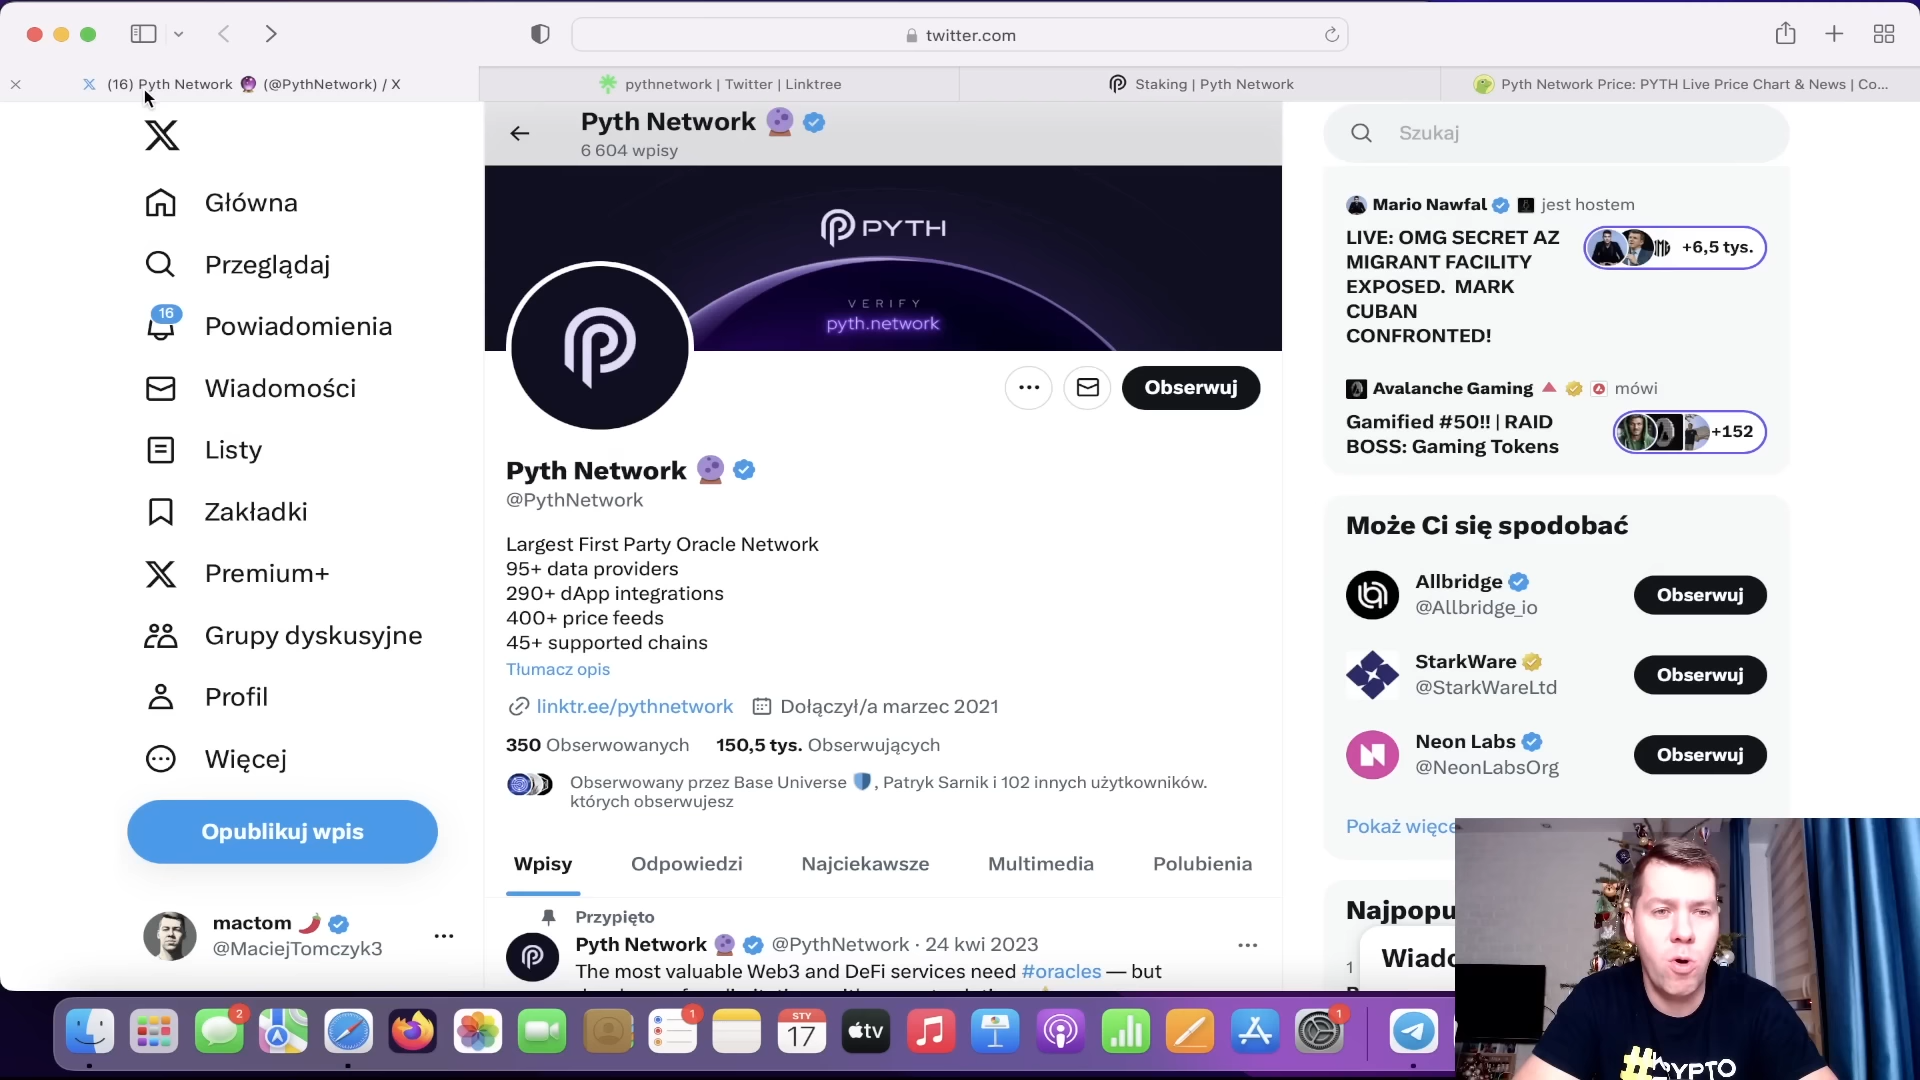 twitter.com
(16) Pyth Network 🔮 (@PythNetwork) / X
pythnetwork | Twitter | Linktree
Staking | Pyth Network
Pyth Network Price: PYTH Live Price Chart & News | Co...
Pyth Network 🔮
6 604 wpisy
Szukaj
Główna
Przeglądaj
16
Powiadomienia
Wiadomości
Listy
Zakładki
Premium+
Grupy dyskusyjne
Profil
Więcej
Opublikuj wpis
mactom 🌶️
@MaciejTomczyk3
PYTH
VERIFY
pyth.network
Obserwuj
Pyth Network 🔮
@PythNetwork
Largest First Party Oracle Network
95+ data providers
290+ dApp integrations
400+ price feeds
45+ supported chains
Tłumacz opis
linktr.ee/pythnetwork Dołączył/a marzec 2021
350 Obserwowanych 150,5 tys. Obserwujących
Obserwowany przez Base Universe 🛡️, Patryk Sarnik i 102 innych użytkowników.
których obserwujesz
Wpisy Odpowiedzi Najciekawsze Multimedia Polubienia
Przypięto
Pyth Network 🔮 @PythNetwork · 24 kwi 2023
The most valuable Web3 and DeFi services need #oracles — but
Mario Nawfal jest hostem
LIVE: OMG SECRET AZ
MIGRANT FACILITY
EXPOSED. MARK
CUBAN
CONFRONTED!
+6,5 tys.
Avalanche Gaming 🔺 mówi
Gamified #50!! | RAID
BOSS: Gaming Tokens
+152
Może Ci się spodobać
Allbridge
@Allbridge_io
Obserwuj
StarkWare
@StarkWareLtd
Obserwuj
Neon Labs
@NeonLabsOrg
Obserwuj
Pokaż więce
Najpopu
1
Wiado
2
1
STY
17
tv
1
#CRYPTO